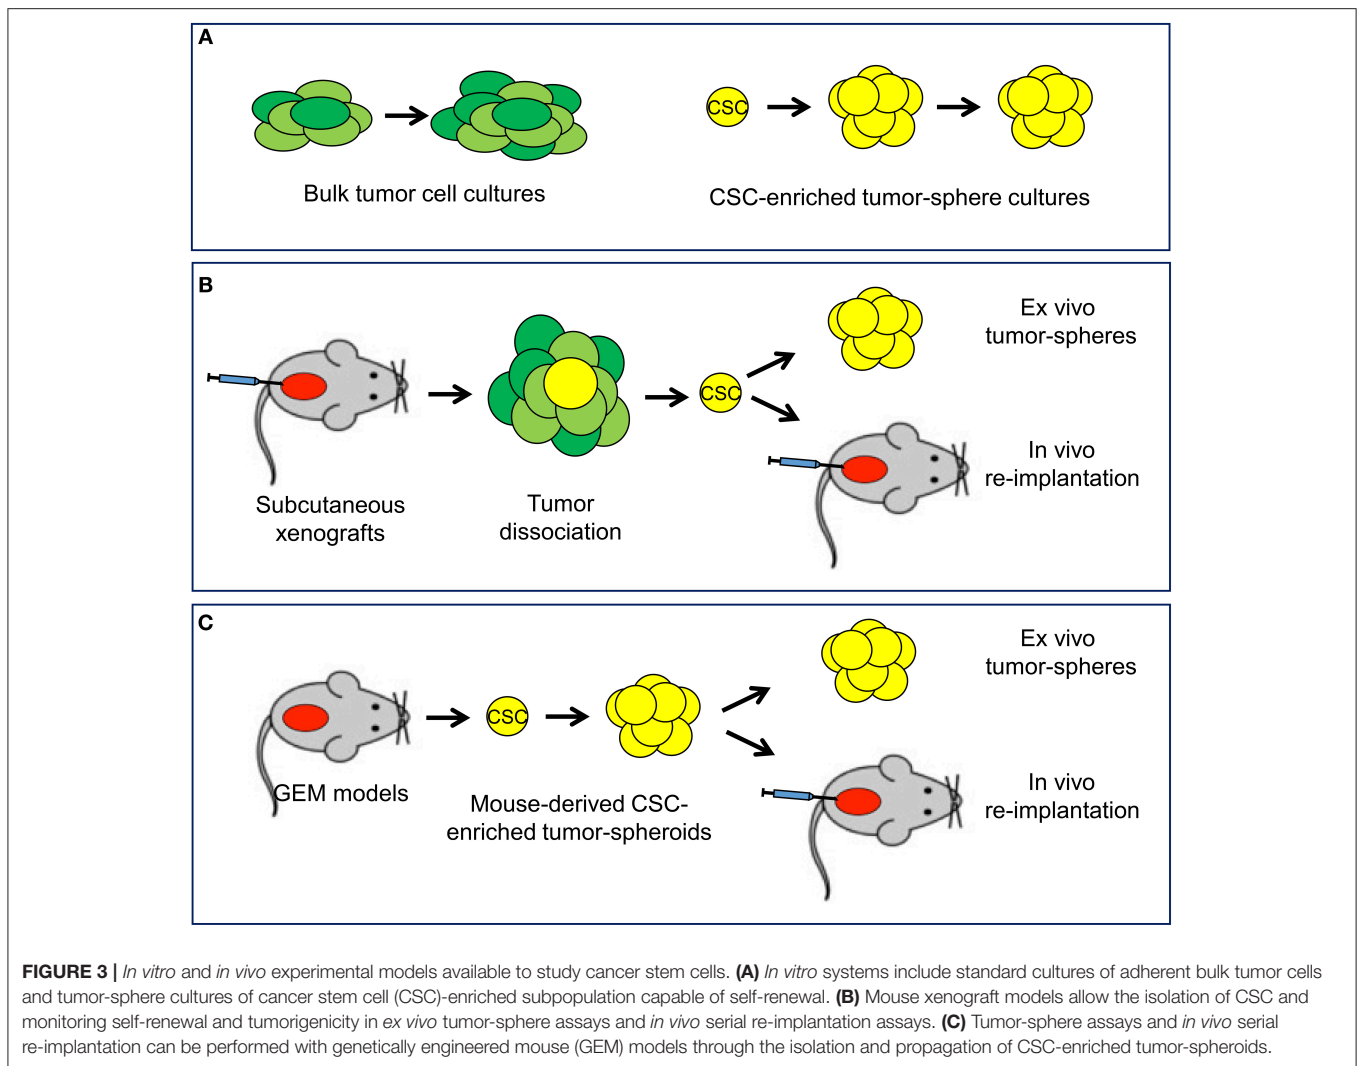 A
CSC
Bulk tumor cell cultures
CSC-enriched tumor-sphere cultures
B
Ex vivo
tumor-spheres
CSC
In vivo
re-implantation
Subcutaneous
xenografts
Tumor
dissociation
C
Ex vivo
tumor-spheres
CSC
GEM models
Mouse-derived CSC-
enriched tumor-spheroids
In vivo
re-implantation
FIGURE 3 | In vitro and in vivo experimental models available to study cancer stem cells. (A) In vitro systems include standard cultures of adherent bulk tumor cells
and tumor-sphere cultures of cancer stem cell (CSC)-enriched subpopulation capable of self-renewal. (B) Mouse xenograft models allow the isolation of CSC and
monitoring self-renewal and tumorigenicity in ex vivo tumor-sphere assays and in vivo serial re-implantation assays. (C) Tumor-sphere assays and in vivo serial
re-implantation can be performed with genetically engineered mouse (GEM) models through the isolation and propagation of CSC-enriched tumor-spheroids.